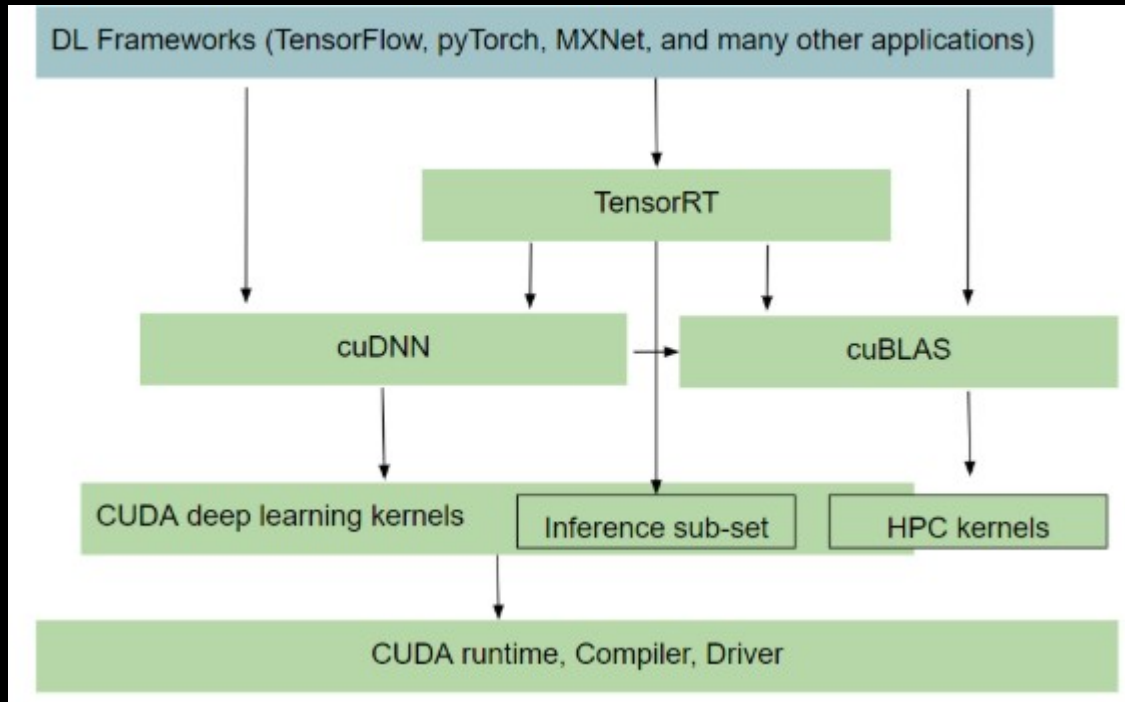 DL Frameworks (TensorFlow, pyTorch, MXNet, and many other applications)
TensorRT
cuDNN
cuBLAS
CUDA deep learning kernels
Inference sub-set
HPC kernels
CUDA runtime, Compiler, Driver